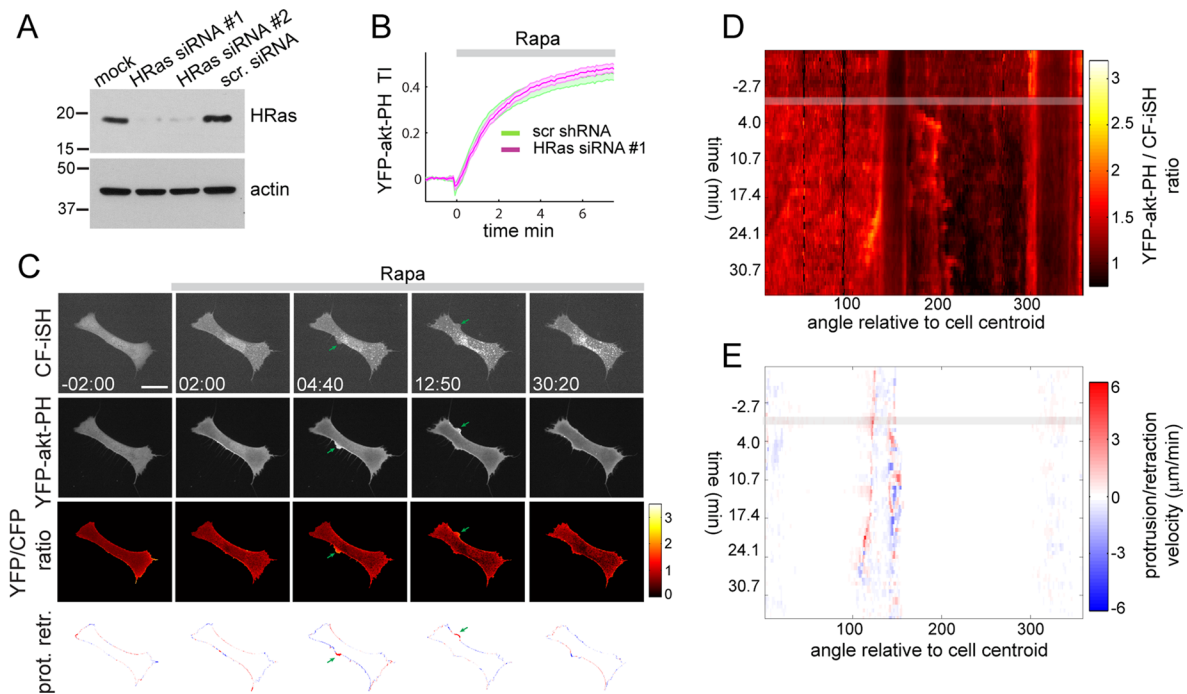 A
mock
HRas siRNA #1
HRas siRNA #2
scr. siRNA
20
15
HRas
50
37
actin
B
Rapa
YFP-akt-PH TI
0.4
0.2
0
scr shRNA
HRas siRNA #1
0 2 4 6
time min
C
Rapa
CF-iSH
-02:00 02:00 04:40 12:50 30:20
YFP-akt-PH
YFP/CFP
ratio
3
2
1
0
prot. retr.
D
time (min)
-2.7
4.0
10.7
17.4
24.1
30.7
100 200 300
angle relative to cell centroid
3
2.5
2
1.5
1
YFP-akt-PH / CF-iSH
ratio
E
time (min)
-2.7
4.0
10.7
17.4
24.1
30.7
100 200 300
angle relative to cell centroid
6
3
0
-3
-6
protrusion/retraction
velocity (μm/min)